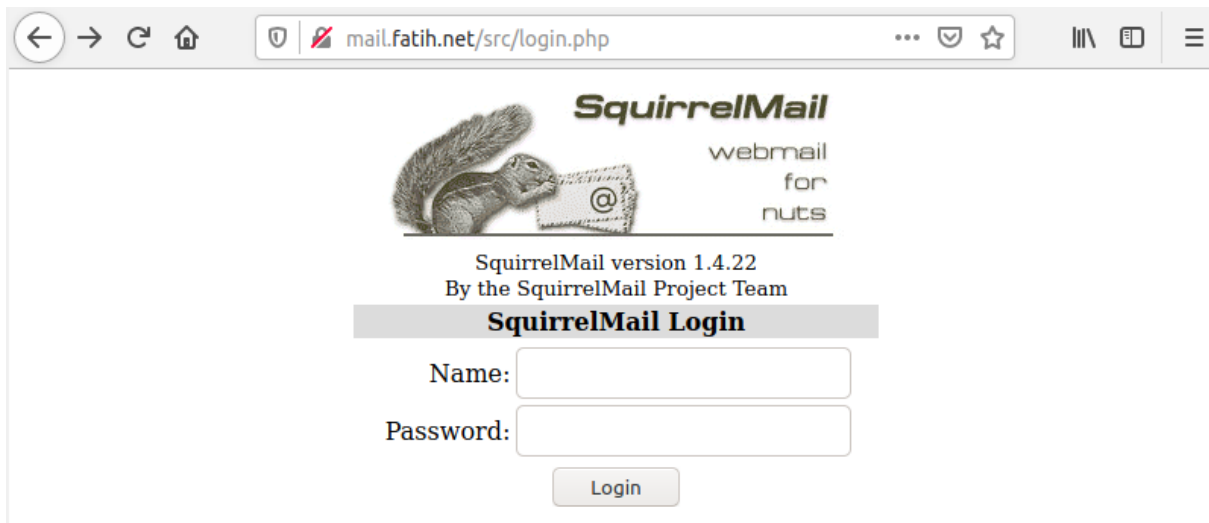 mail.fatih.net/src/login.php
SquirrelMail
webmail
for
nuts
@
SquirrelMail version 1.4.22
By the SquirrelMail Project Team
SquirrelMail Login
Name:
Password:
Login